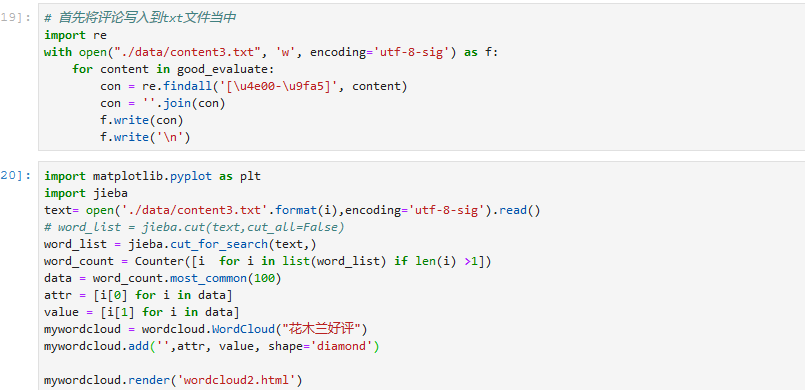 19]:
# 首先将评论写入到txt文件当中
import re
with open("./data/content3.txt", 'w', encoding='utf-8-sig') as f:
    for content in good_evaluate:
        con = re.findall('[\u4e00-\u9fa5]', content)
        con = ''.join(con)
        f.write(con)
        f.write('\n')
20]:
import matplotlib.pyplot as plt
import jieba
text= open('./data/content3.txt'.format(i),encoding='utf-8-sig').read()
# word_list = jieba.cut(text,cut_all=False)
word_list = jieba.cut_for_search(text,)
word_count = Counter([i  for i in list(word_list) if len(i) >1])
data = word_count.most_common(100)
attr = [i[0] for i in data]
value = [i[1] for i in data]
mywordcloud = wordcloud.WordCloud("花木兰好评")
mywordcloud.add('',attr, value, shape='diamond')
mywordcloud.render('wordcloud2.html')